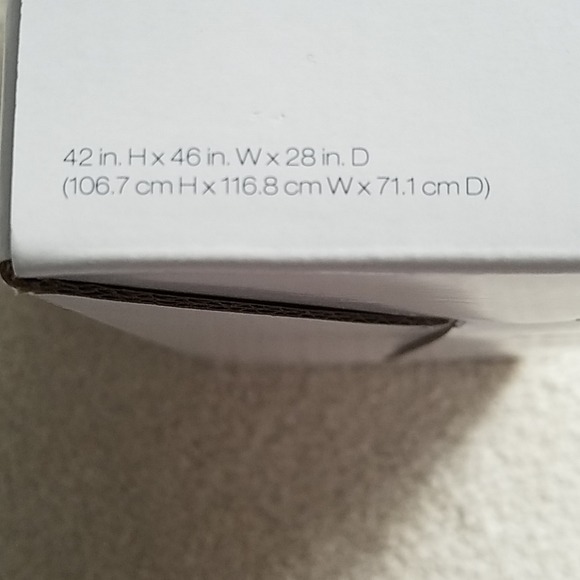 42 in. H x 46 in. W x 28 in. D
(106.7 cm H x 116.8 cm W x 71.1 cm D)